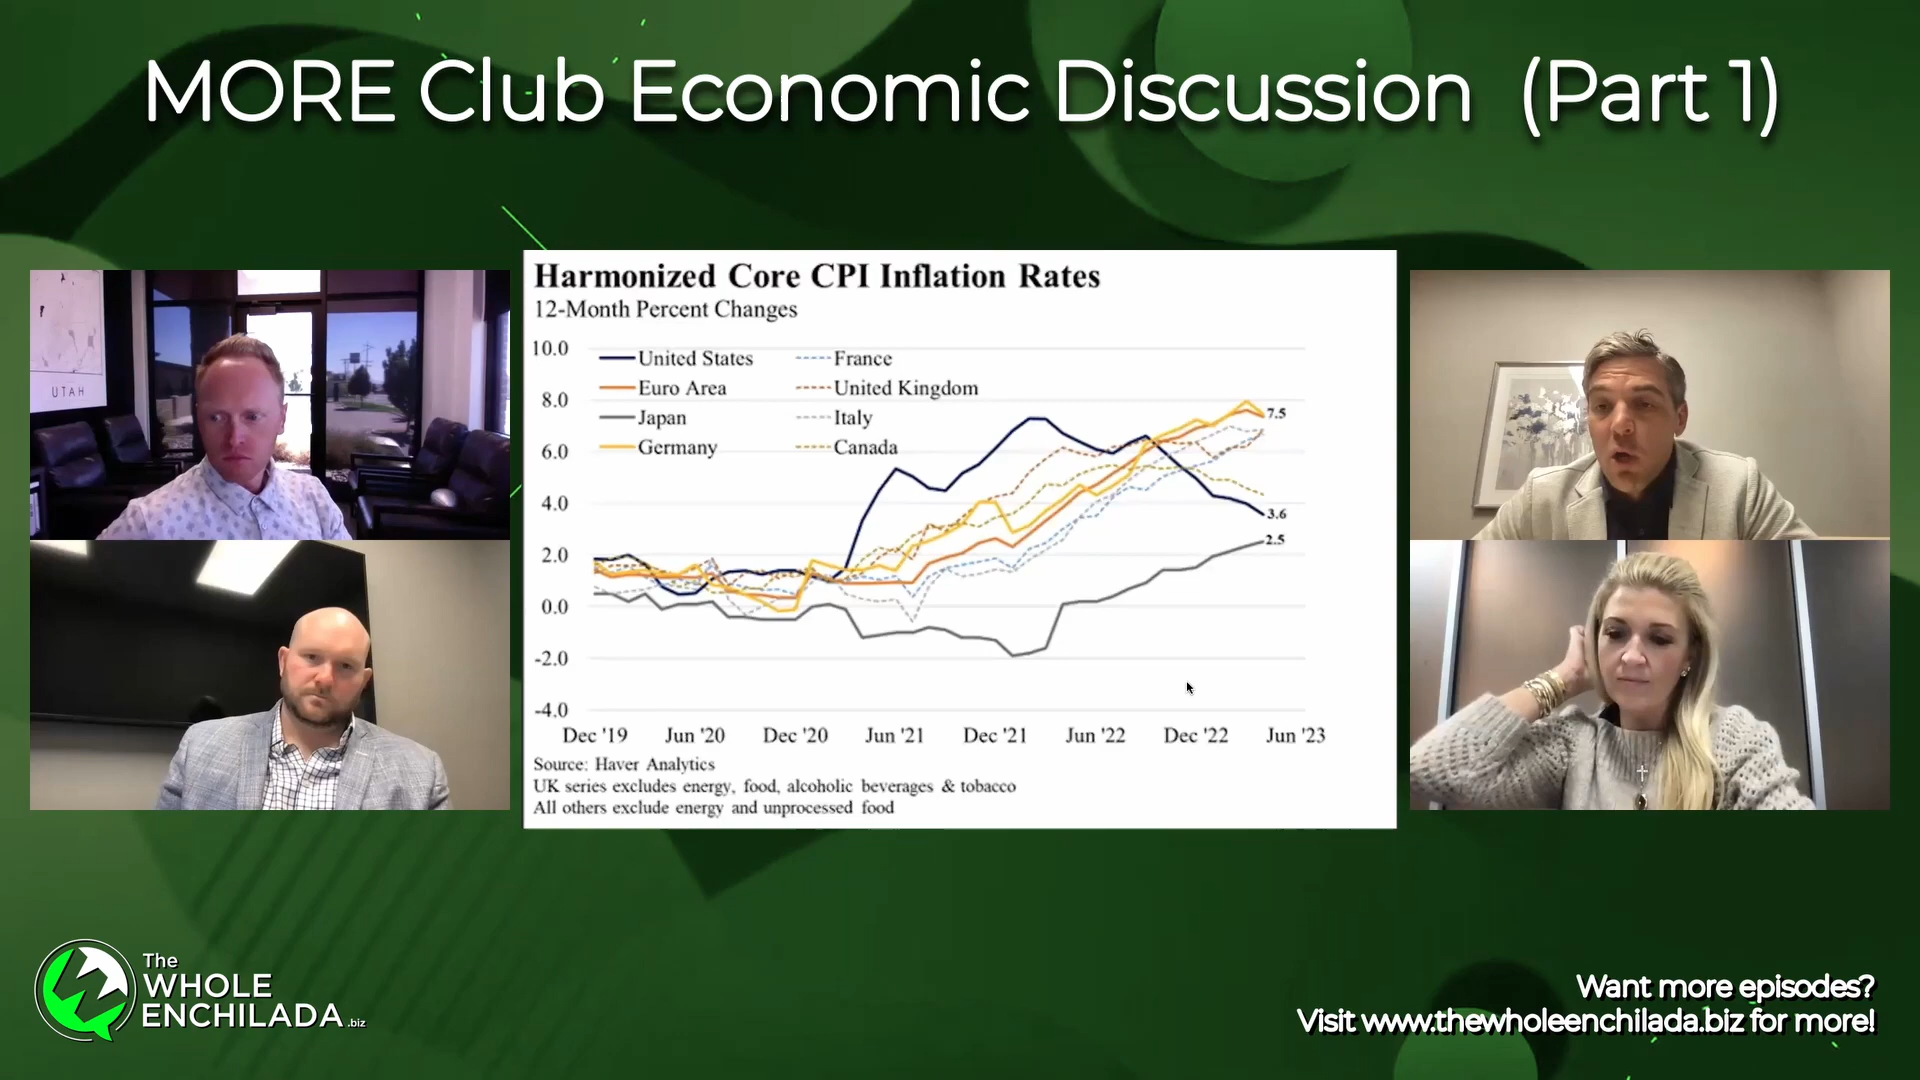 MORE Club Economic Discussion (Part 1)
UTAH
Harmonized Core CPI Inflation Rates
12-Month Percent Changes
10.0
8.0
6.0
4.0
2.0
0.0
-2.0
-4.0
United States
France
Euro Area
United Kingdom
Japan
Italy
Germany
Canada
7.5
3.6
2.5
Dec '19 Jun '20 Dec '20 Jun '21 Dec '21 Jun '22 Dec '22 Jun '23
Source: Haver Analytics
UK series excludes energy, food, alcoholic beverages & tobacco
All others exclude energy and unprocessed food
The
WHOLE
ENCHILADA.biz
Want more episodes?
Visit www.thewholeenchilada.biz for more!